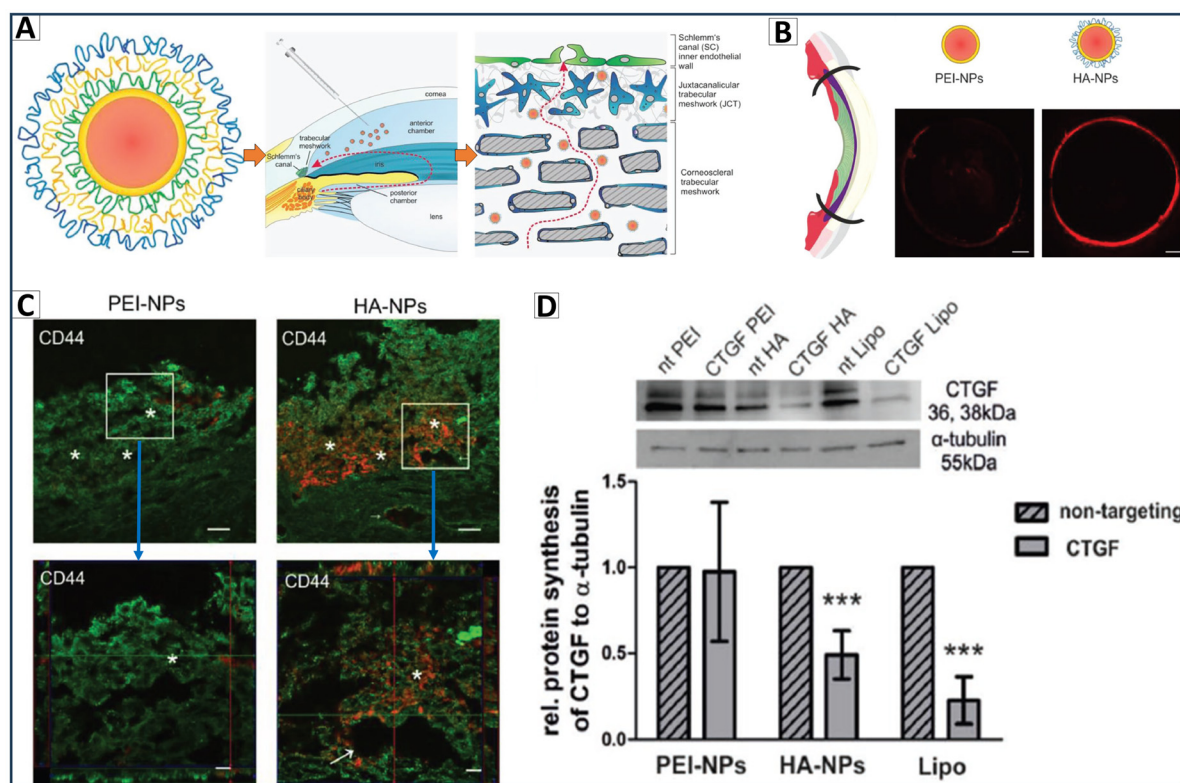 A
cornea
anterior
chamber
trabecular
meshwork
Schlemm's
canal
iris
ciliary
body
posterior
chamber
lens
Schlemm's
canal (SC)
inner endothelial
wall
Juxtacanalicular
trabecular
meshwork (JCT)
Corneoscleral
trabecular
meshwork
B
PEI-NPs
HA-NPs
C
PEI-NPs
HA-NPs
CD44
CD44
*
*
*
*
*
*
CD44
CD44
*
*
D
nt PEI
CTGF PEI
nt HA
CTGF HA
nt Lipo
CTGF Lipo
CTGF
36, 38kDa
α-tubulin
55kDa
rel. protein synthesis
of CTGF to α-tubulin
1.5
1.0
0.5
0.0
***
***
non-targeting
CTGF
PEI-NPs
HA-NPs
Lipo